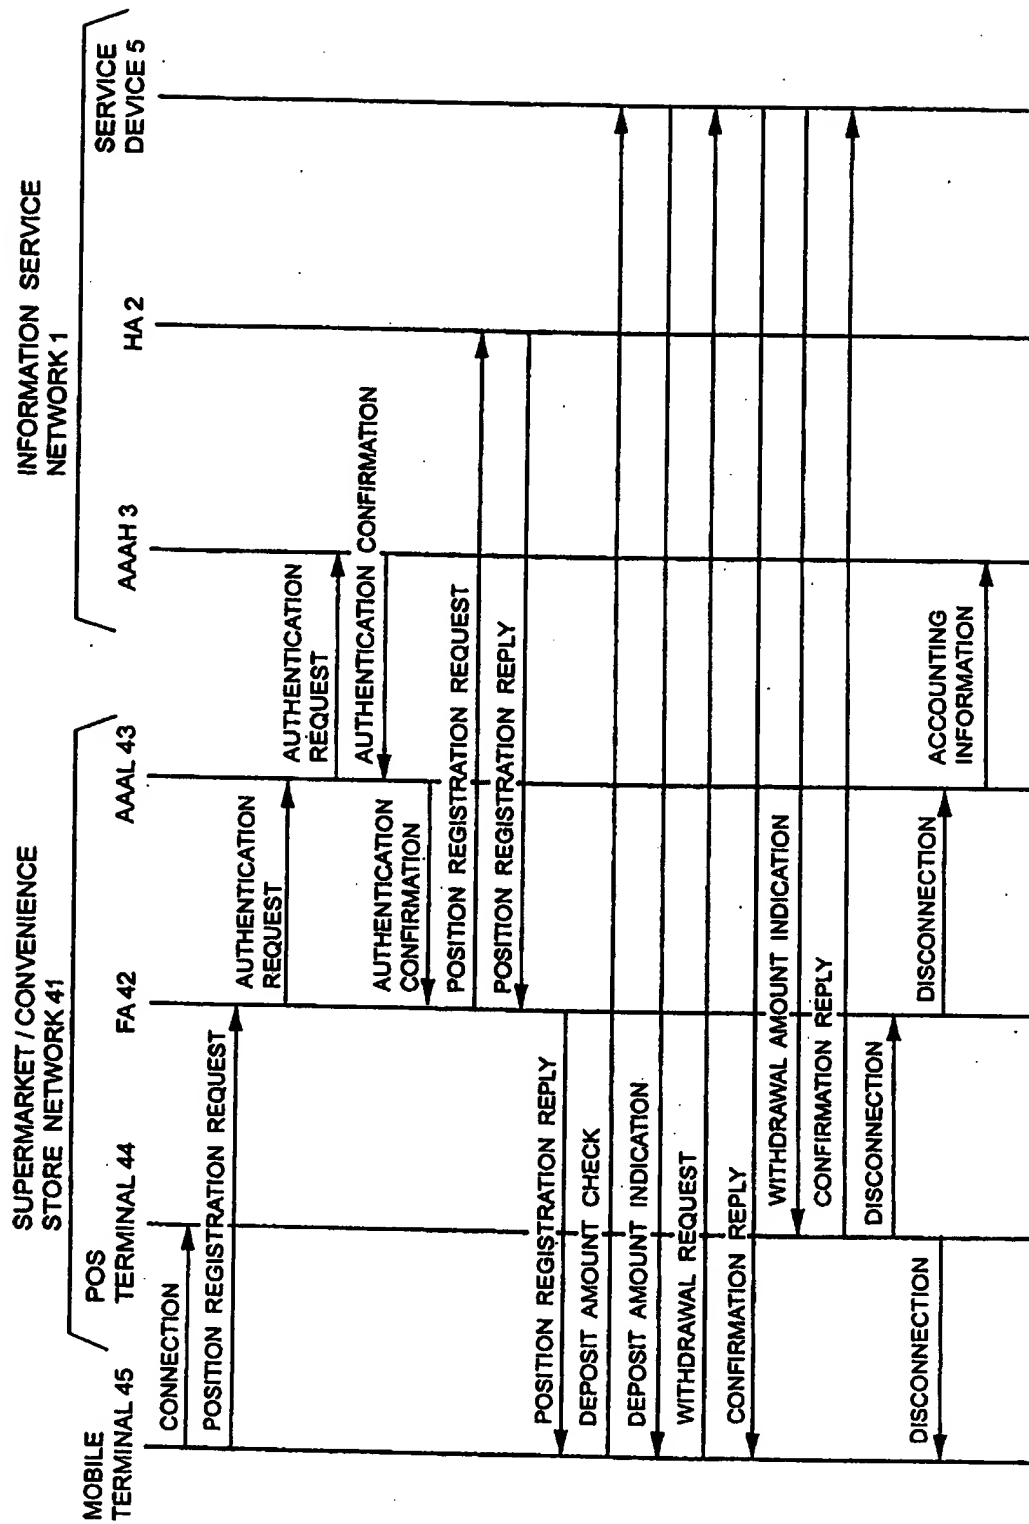 SUPERMARKET / CONVENIENCE
STORE NETWORK 41
INFORMATION SERVICE
NETWORK 1
MOBILE
TERMINAL 45
POS
TERMINAL 44
FA 42
AAAL 43
AAAH 3
HA 2
SERVICE
DEVICE 5
CONNECTION
POSITION REGISTRATION REQUEST
AUTHENTICATION
REQUEST
AUTHENTICATION
REQUEST
AUTHENTICATION CONFIRMATION
AUTHENTICATION
CONFIRMATION
POSITION REGISTRATION REQUEST
POSITION REGISTRATION REPLY
POSITION REGISTRATION REPLY
DEPOSIT AMOUNT CHECK
DEPOSIT AMOUNT INDICATION
WITHDRAWAL REQUEST
CONFIRMATION REPLY
WITHDRAWAL AMOUNT INDICATION
CONFIRMATION REPLY
DISCONNECTION
DISCONNECTION
DISCONNECTION
ACCOUNTING
INFORMATION